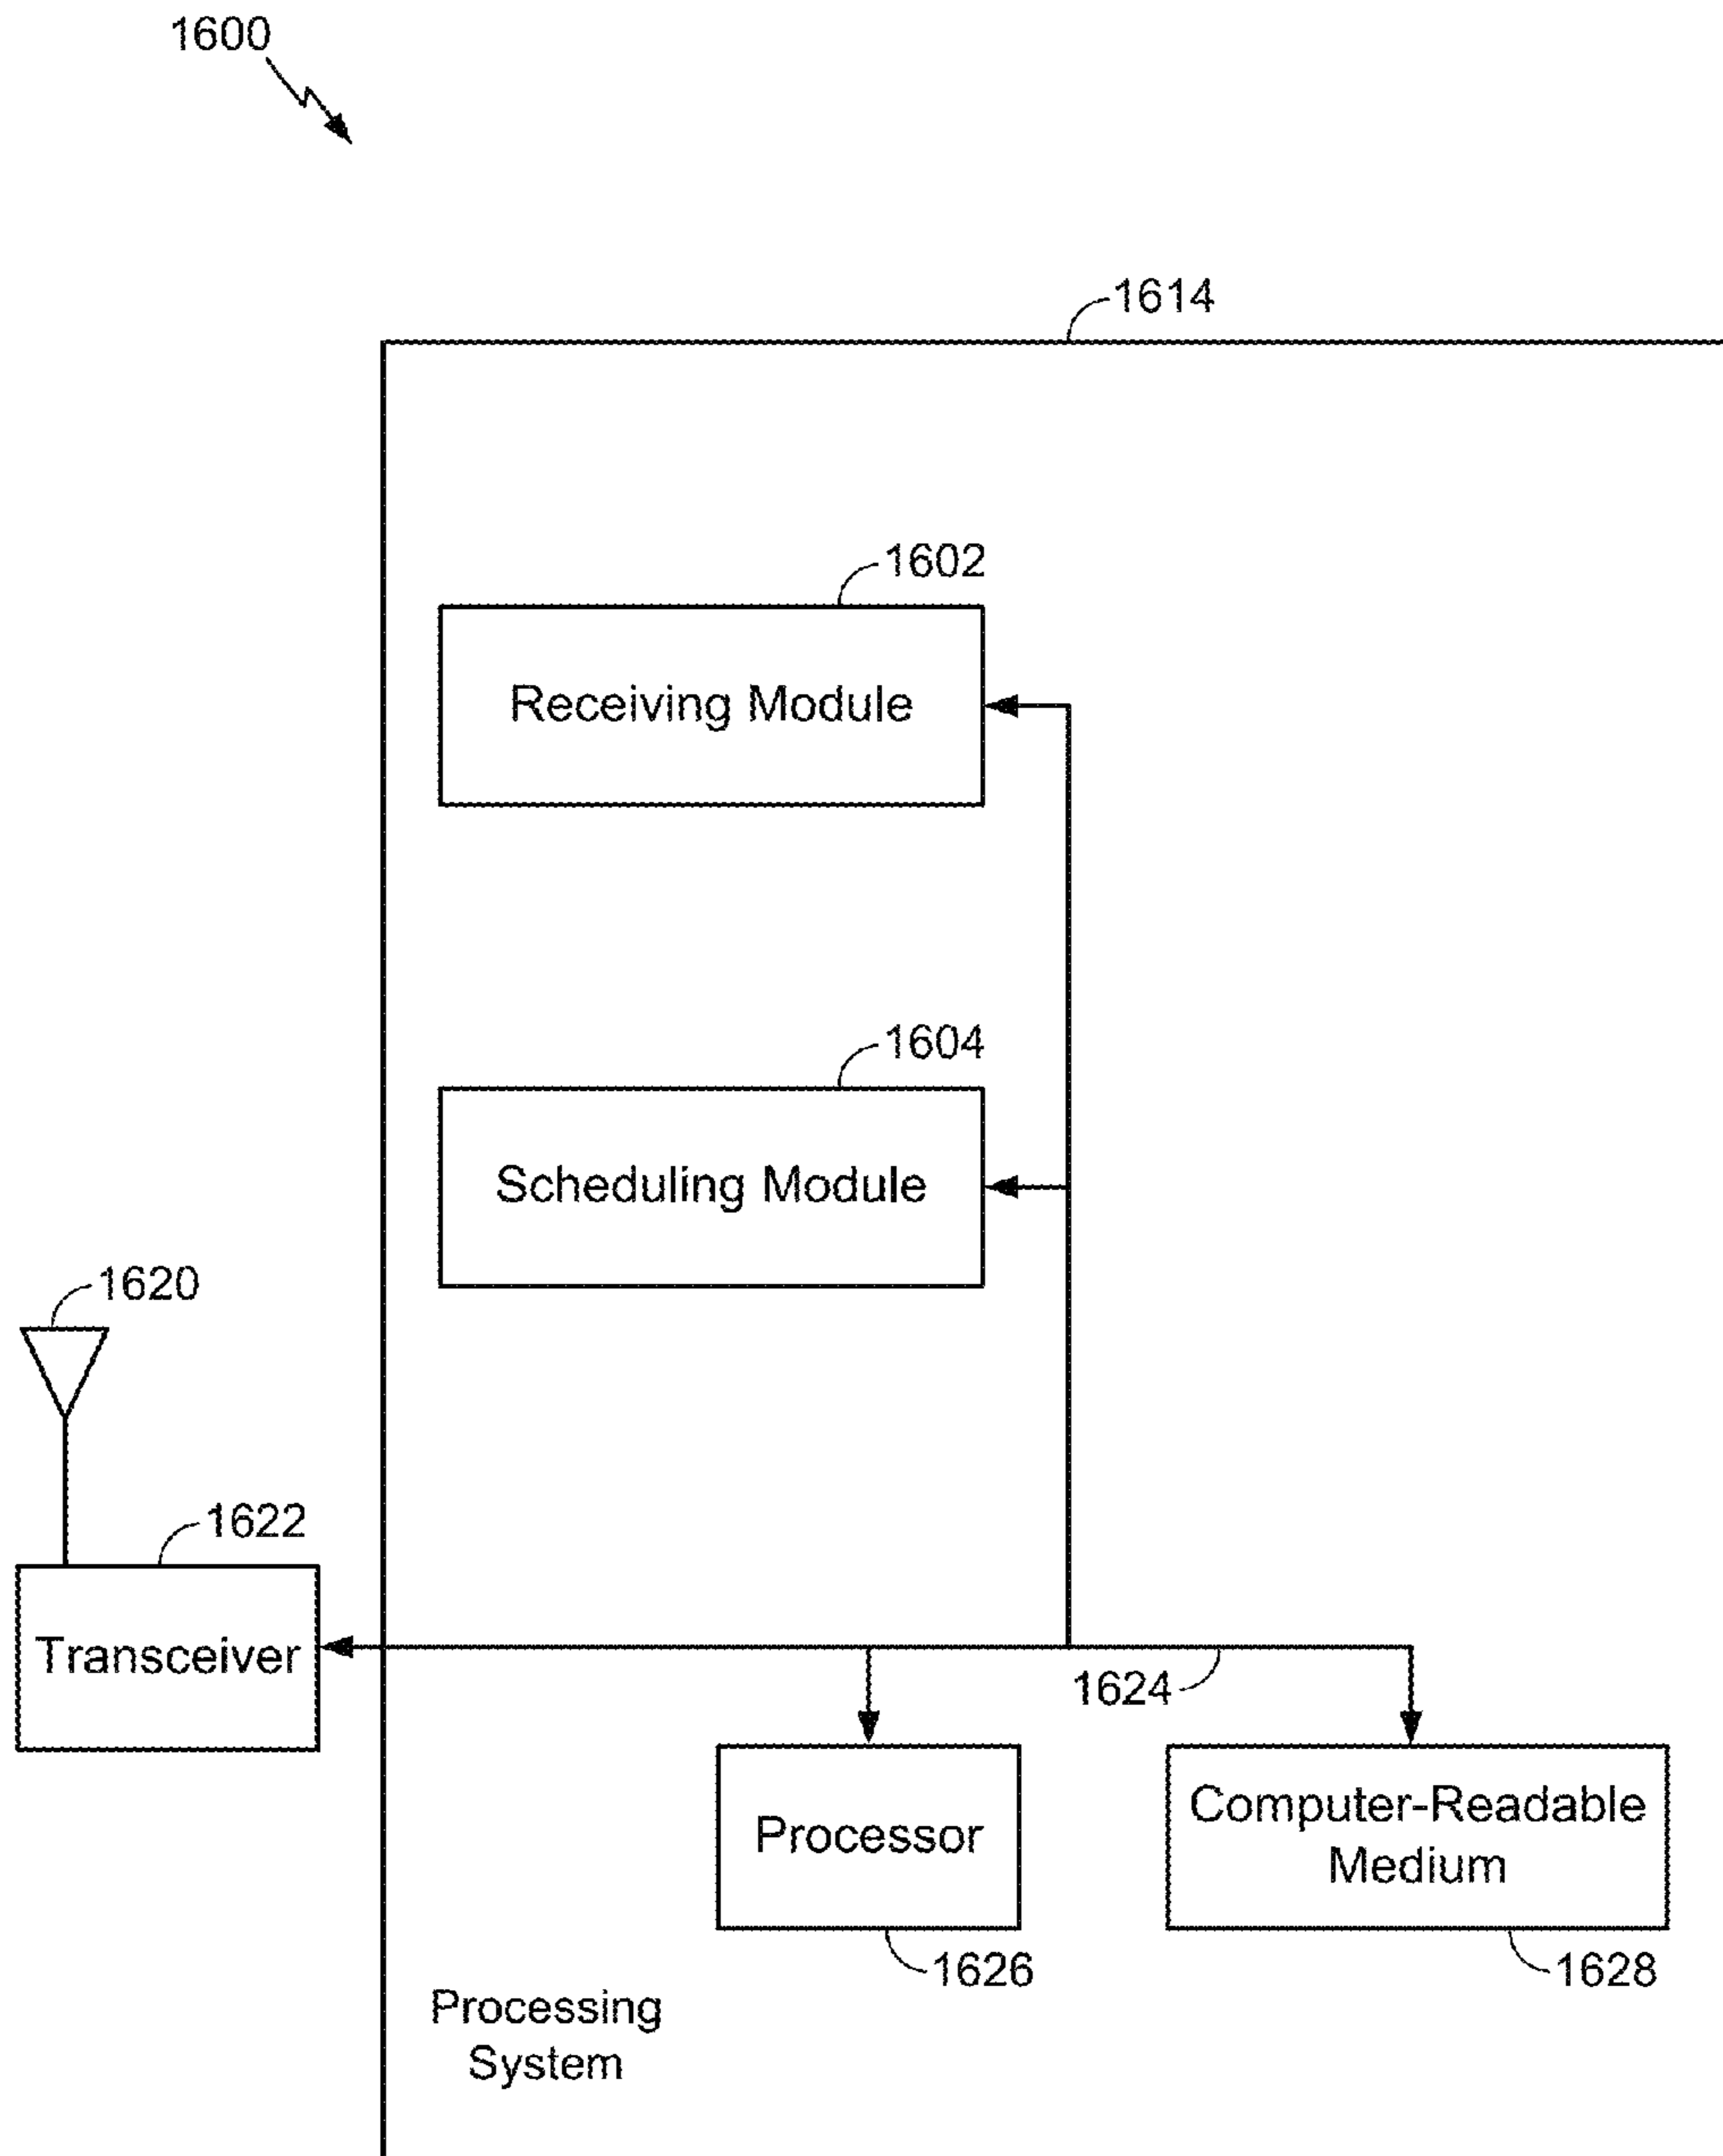 1600
1614
1602
Receiving Module
1604
Scheduling Module
1620
1622
Transceiver
1624
Processor
Computer-Readable
Medium
1626
1628
Processing
System